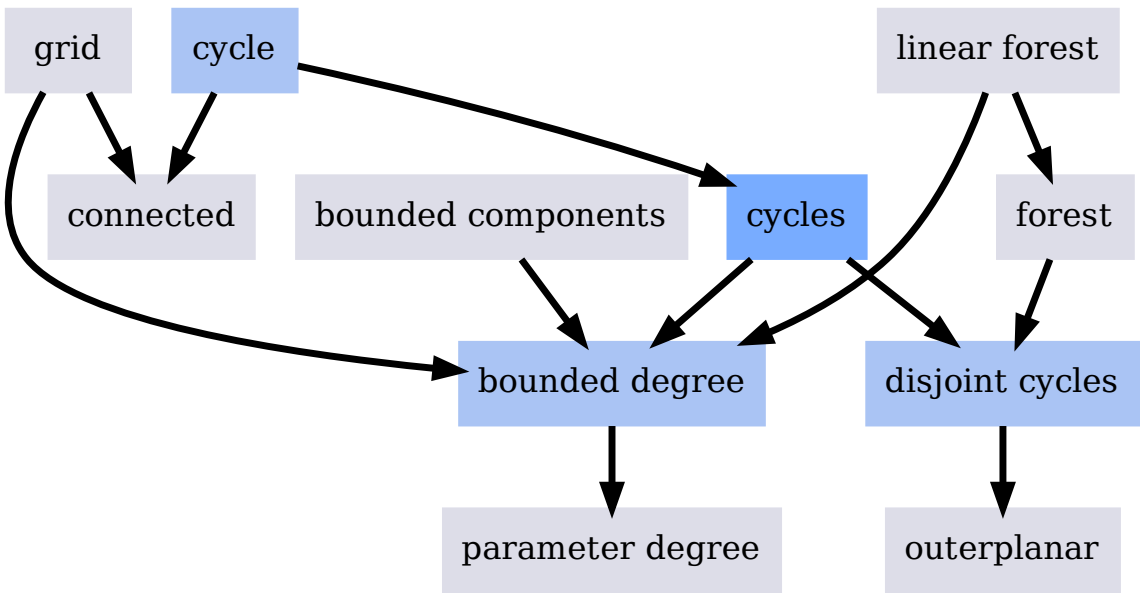 grid
cycle
linear forest
connected
bounded components
cycles
forest
bounded degree
disjoint cycles
parameter degree
outerplanar